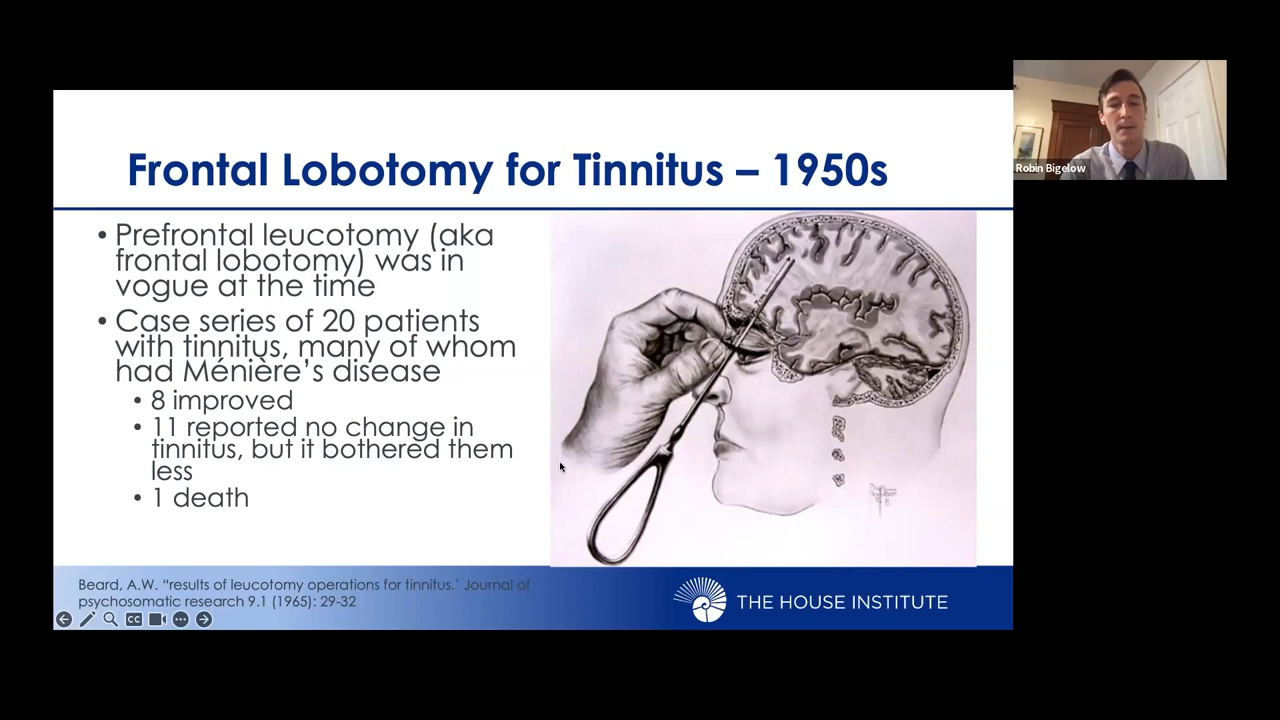 Frontal Lobotomy for Tinnitus – 1950s
Robin Bigelow
• Prefrontal leucotomy (aka
frontal lobotomy) was in
vogue at the time
• Case series of 20 patients
with tinnitus, many of whom
had Ménière’s disease
• 8 improved
• 11 reported no change in
tinnitus, but it bothered them
less
• 1 death
Beard, A.W. “results of leucotomy operations for tinnitus.’ Journal of
psychosomatic research 9.1 (1965): 29-32
CC
THE HOUSE INSTITUTE